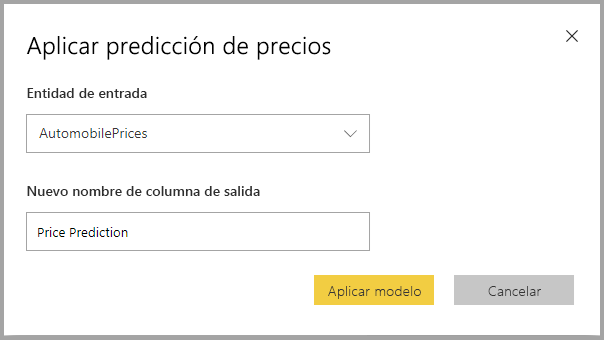 Aplicar predicción de precios
Entidad de entrada
AutomobilePrices
Nuevo nombre de columna de salida
Price Prediction
Aplicar modelo
Cancelar